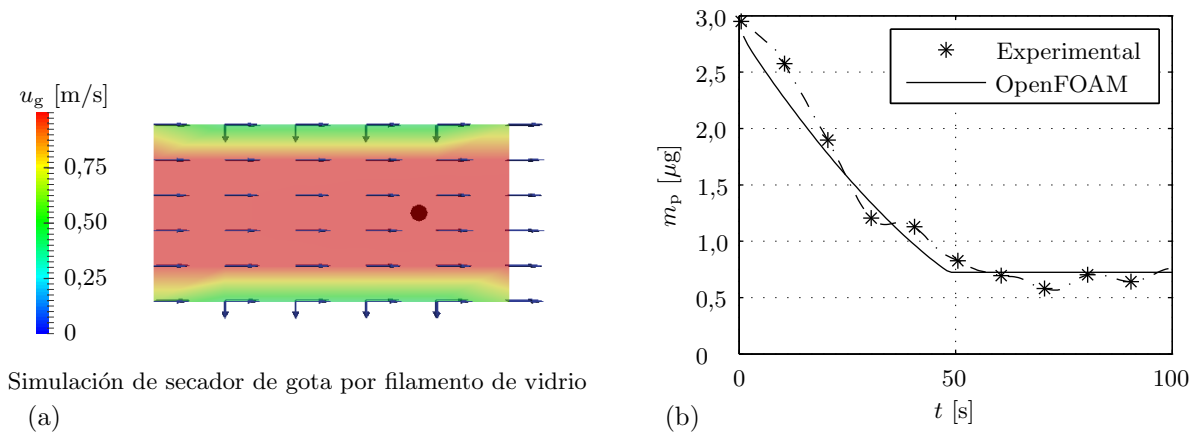 u_g [m/s]
0,75
0,50
0,25
0
Simulación de secador de gota por filamento de vidrio
(a)
3,0
2,5
2,0
1,5
1,0
0,5
0
m_p [µg]
Experimental
OpenFOAM
0 50 100
t [s]
(b)